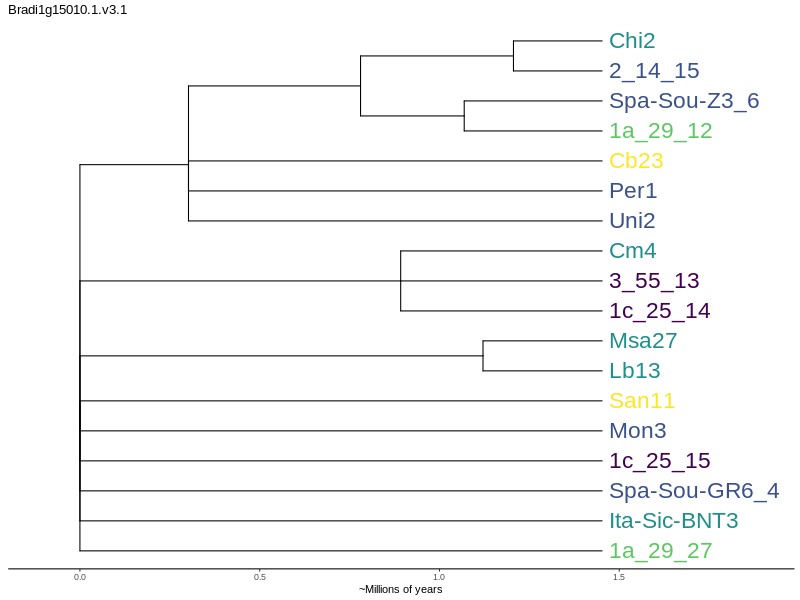 Bradi1g15010.1.v3.1
Chi2
2_14_15
Spa-Sou-Z3_6
1a_29_12
Cb23
Per1
Uni2
Cm4
3_55_13
1c_25_14
Msa27
Lb13
San11
Mon3
1c_25_15
Spa-Sou-GR6_4
Ita-Sic-BNT3
1a_29_27
0.0 0.5 1.0 1.5
~Millions of years